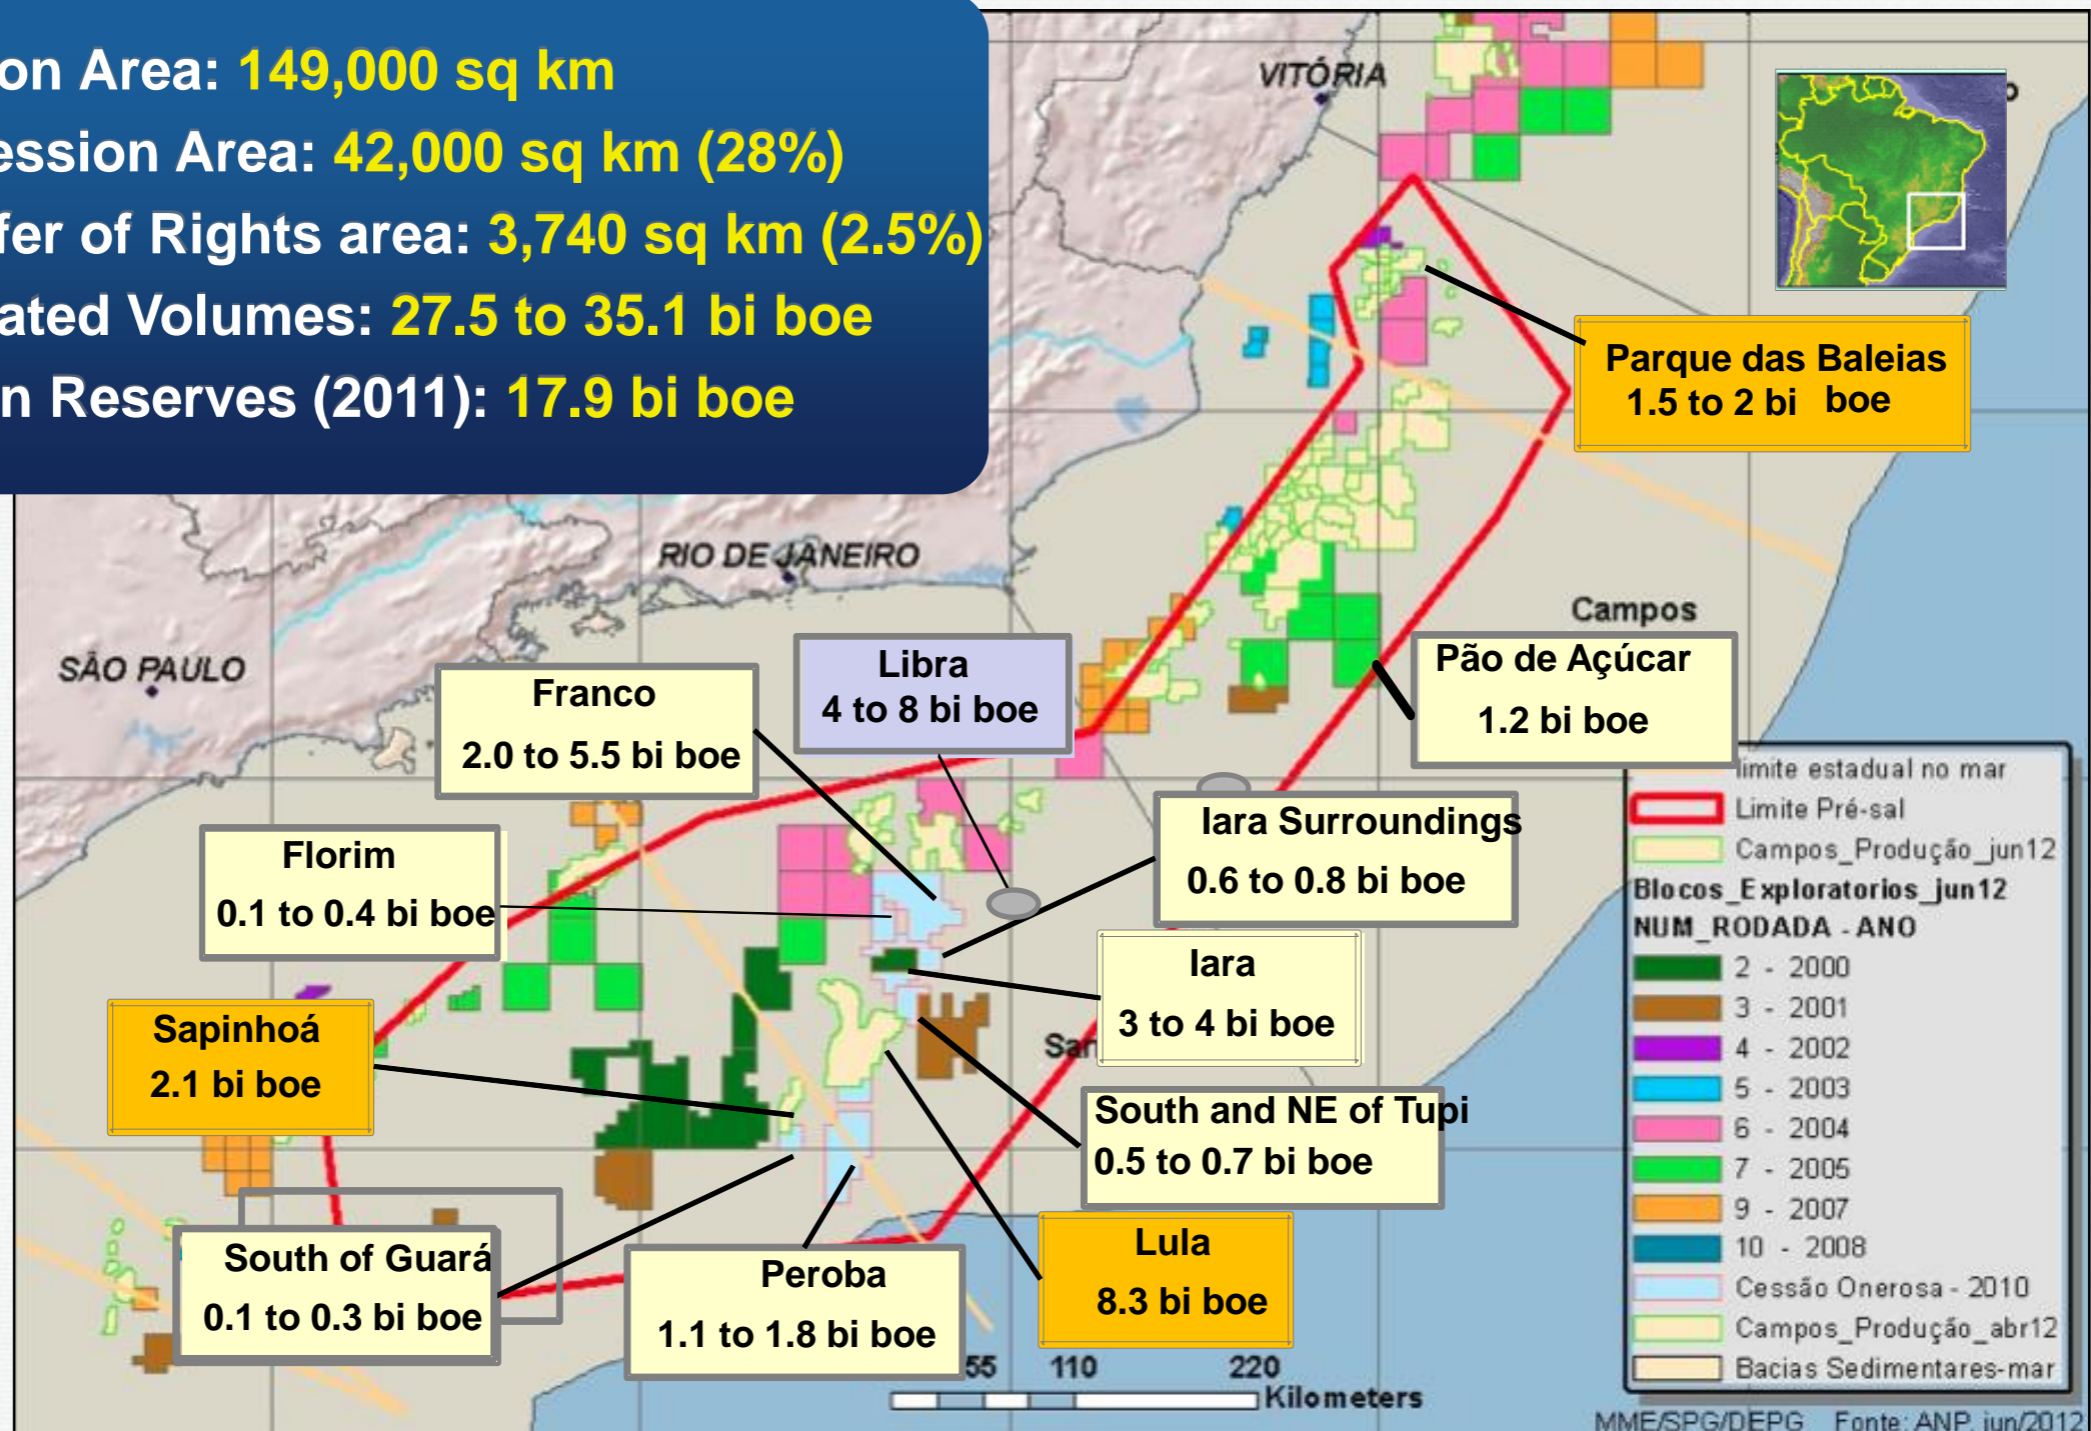 on Area: 149,000 sq km
ession Area: 42,000 sq km (28%)
fer of Rights area: 3,740 sq km (2.5%)
ated Volumes: 27.5 to 35.1 bi boe
n Reserves (2011): 17.9 bi boe
VITÓRIA
o
Parque das Baleias
1.5 to 2 bi boe
RIO DE JANEIRO
SÃO PAULO
Campos
Franco
2.0 to 5.5 bi boe
Libra
4 to 8 bi boe
Pão de Açúcar
1.2 bi boe
Florim
0.1 to 0.4 bi boe
Iara Surroundings
0.6 to 0.8 bi boe
Iara
3 to 4 bi boe
San
Sapinhoá
2.1 bi boe
South and NE of Tupi
0.5 to 0.7 bi boe
South of Guará
0.1 to 0.3 bi boe
Peroba
1.1 to 1.8 bi boe
Lula
8.3 bi boe
limite estadual no mar
Limite Pré-sal
Campos_Produção_jun12
Blocos_Exploratorios_jun12
NUM_RODADA - ANO
2 - 2000
3 - 2001
4 - 2002
5 - 2003
6 - 2004
7 - 2005
9 - 2007
10 - 2008
Cessão Onerosa - 2010
Campos_Produção_abr12
Bacias Sedimentares-mar
55 110 220
Kilometers
MME/SPG/DEPG Fonte: ANP, jun/2012